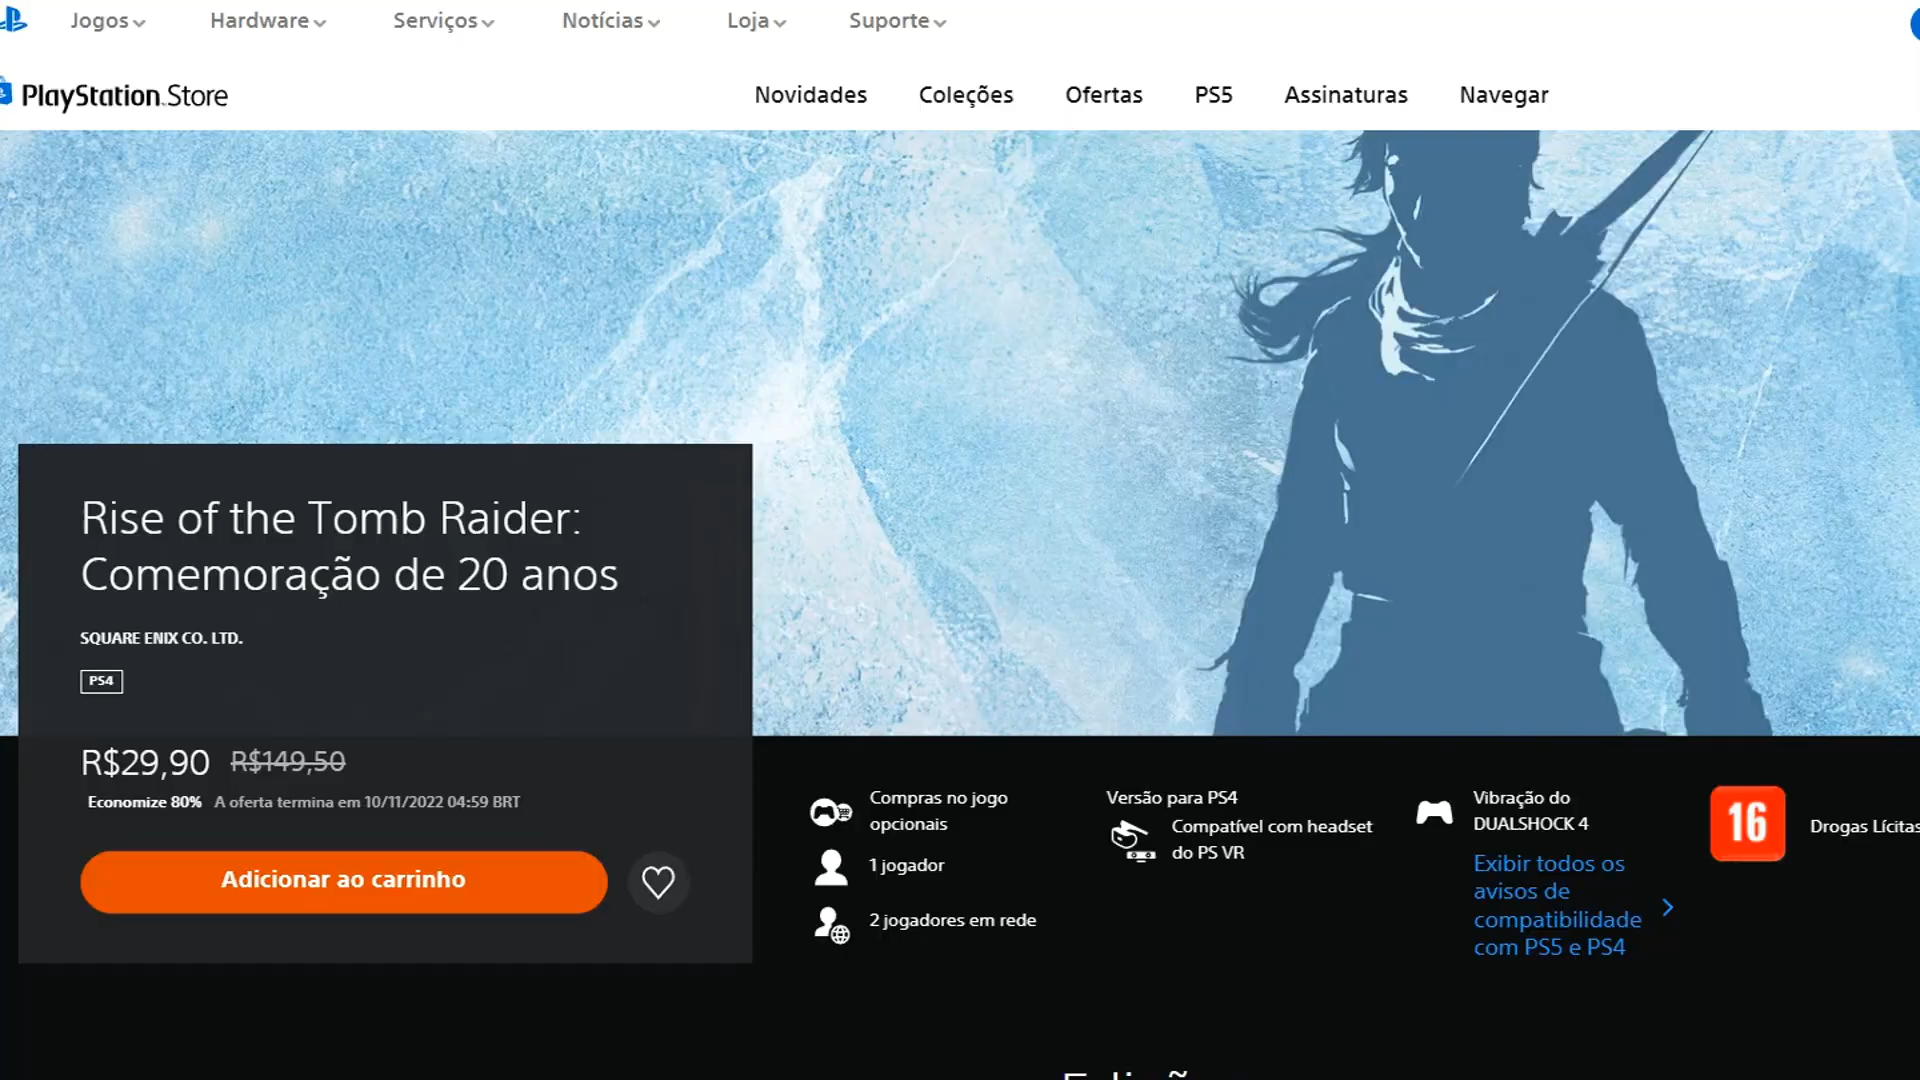 Jogos Hardware Serviços Notícias Loja Suporte
PlayStation Store Novidades Coleções Ofertas PS5 Assinaturas Navegar
Rise of the Tomb Raider:
Comemoração de 20 anos
SQUARE ENIX CO. LTD.
PS4
R$29,90 R$149,50
Economize 80% A oferta termina em 10/11/2022 04:59 BRT
Adicionar ao carrinho
Compras no jogo
opcionais
1 jogador
2 jogadores em rede
Versão para PS4
Compatível com headset
do PS VR
Vibração do
DUALSHOCK 4
Exibir todos os
avisos de
compatibilidade
com PS5 e PS4
16
Drogas Lícitas